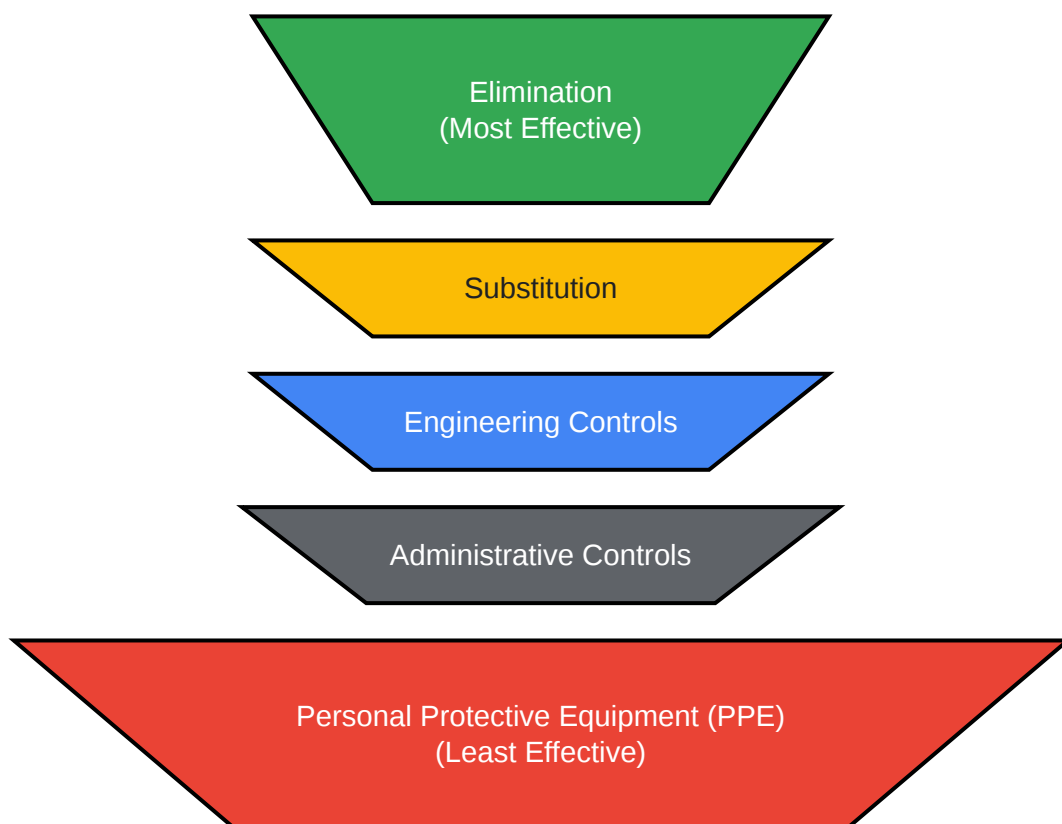 Elimination
(Most Effective)
Substitution
Engineering Controls
Administrative Controls
Personal Protective Equipment (PPE)
(Least Effective)